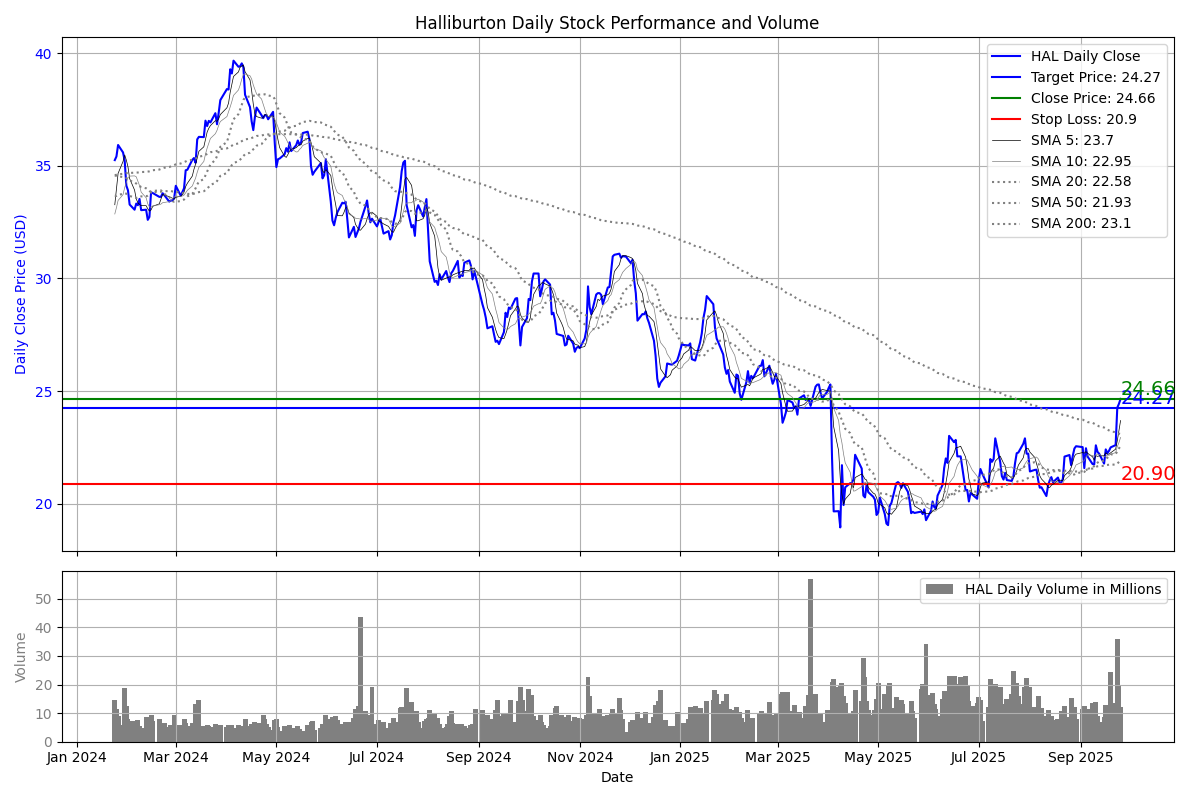 Halliburton Daily Stock Performance and Volume
Daily Close Price (USD)
40
35
30
25
20
HAL Daily Close
Target Price: 24.27
Close Price: 24.66
Stop Loss: 20.9
SMA 5: 23.7
SMA 10: 22.95
SMA 20: 22.58
SMA 50: 21.93
SMA 200: 23.1
24.66
24.27
20.90
Volume
50
40
30
20
10
0
HAL Daily Volume in Millions
Jan 2024 Mar 2024 May 2024 Jul 2024 Sep 2024 Nov 2024 Jan 2025 Mar 2025 May 2025 Jul 2025 Sep 2025
Date